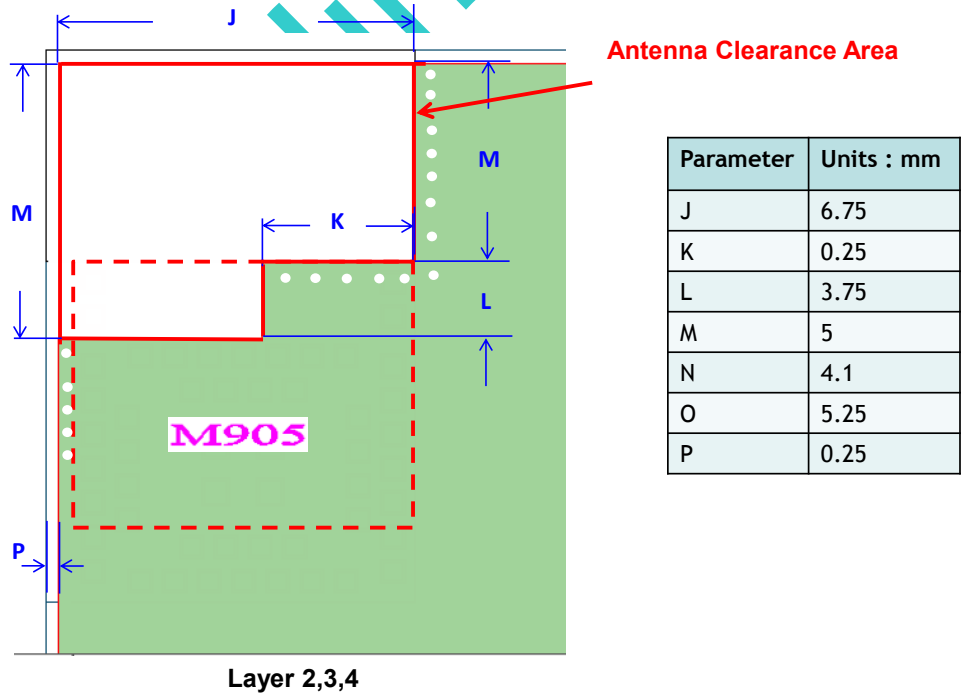 J
Antenna Clearance Area
M
M
K
L
M905
P
Layer 2,3,4
Parameter Units : mm
J 6.75
K 0.25
L 3.75
M 5
N 4.1
O 5.25
P 0.25